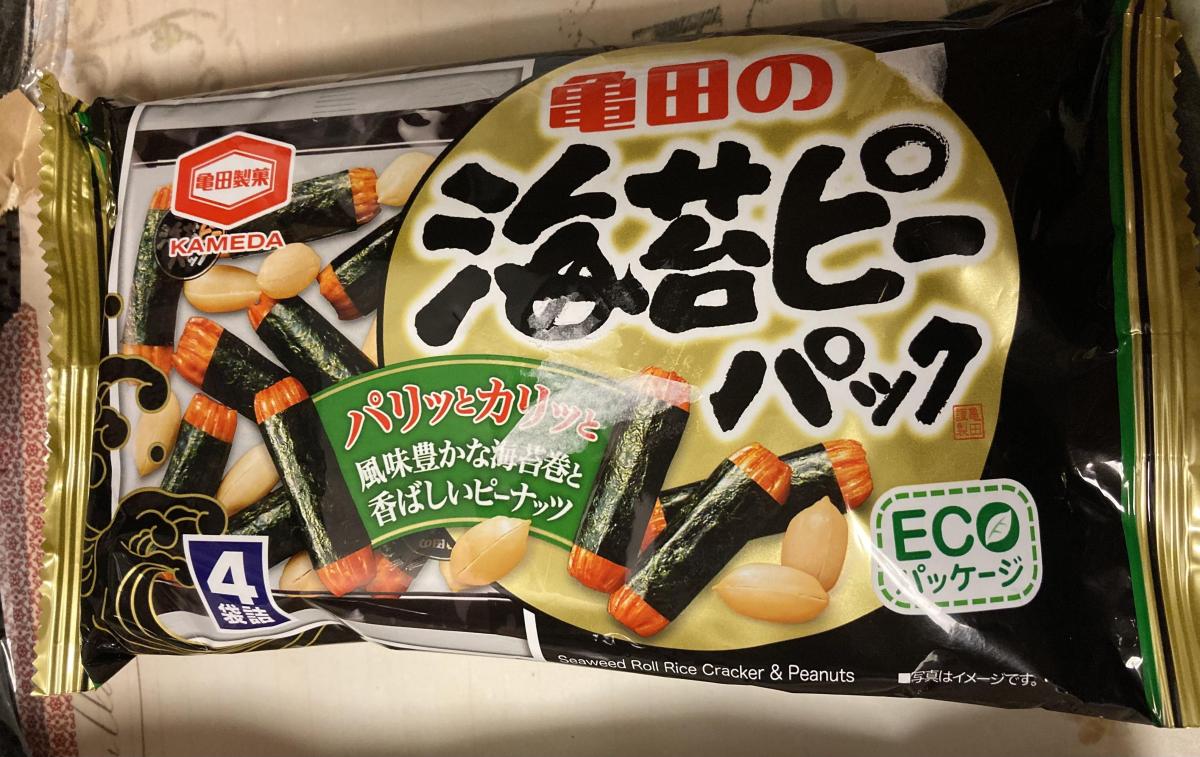 亀田の
海苔ピー
パック
亀田製菓
KAMEDA
パリッとカリッと
風味豊かな海苔巻と
香ばしいピーナッツ
4
袋詰
ECO
パッケージ
Seaweed Roll Rice Cracker & Peanuts
■写真はイメージです。